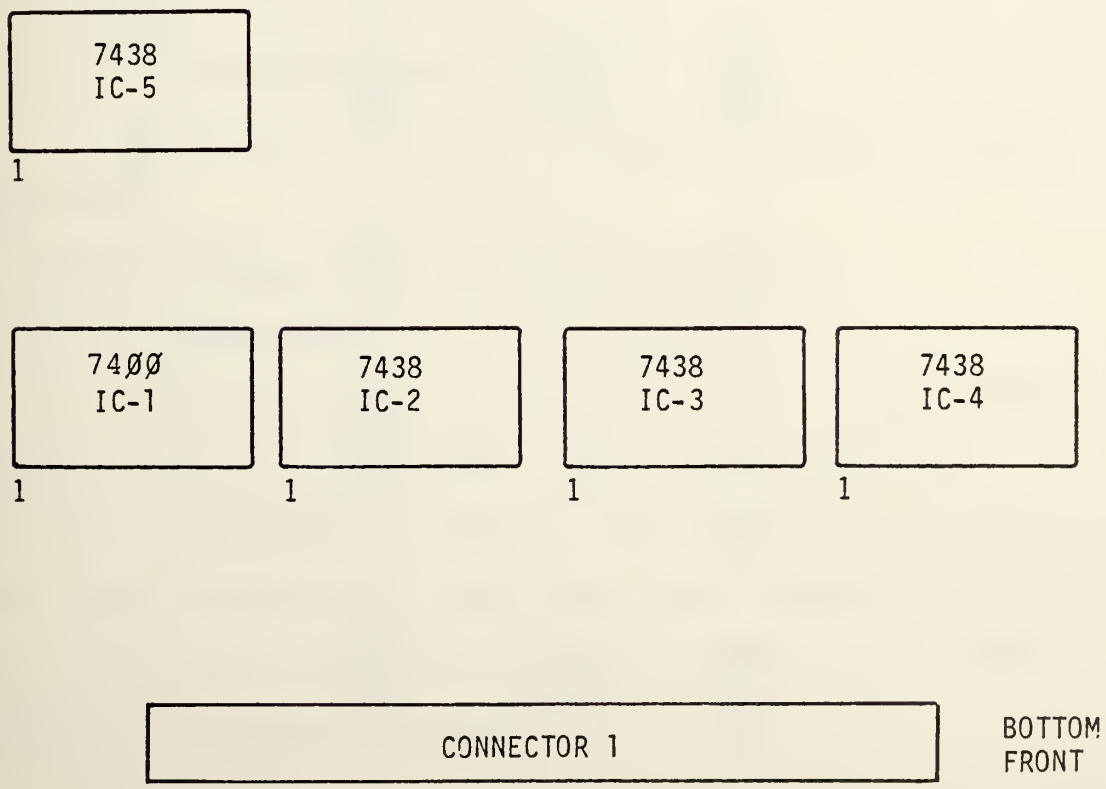 7438
IC-5
1
74ØØ
IC-1
7438
IC-2
7438
IC-3
7438
IC-4
1
1
1
1
CONNECTOR 1
BOTTOM
FRONT